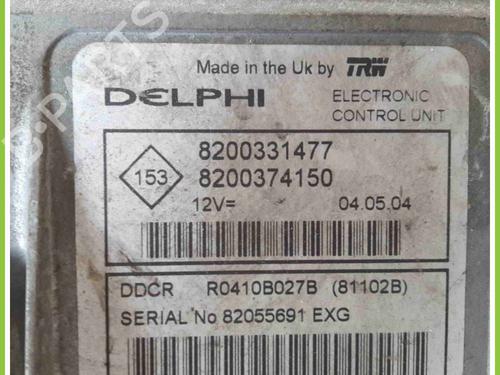 Made in the Uk by TRW
DELPHI
ELECTRONIC
CONTROL UNIT
153
8200331477
8200374150
12V=
04.05.04
DDCR R0410B027B (81102B)
SERIAL No 82055691 EXG
B-PARTS